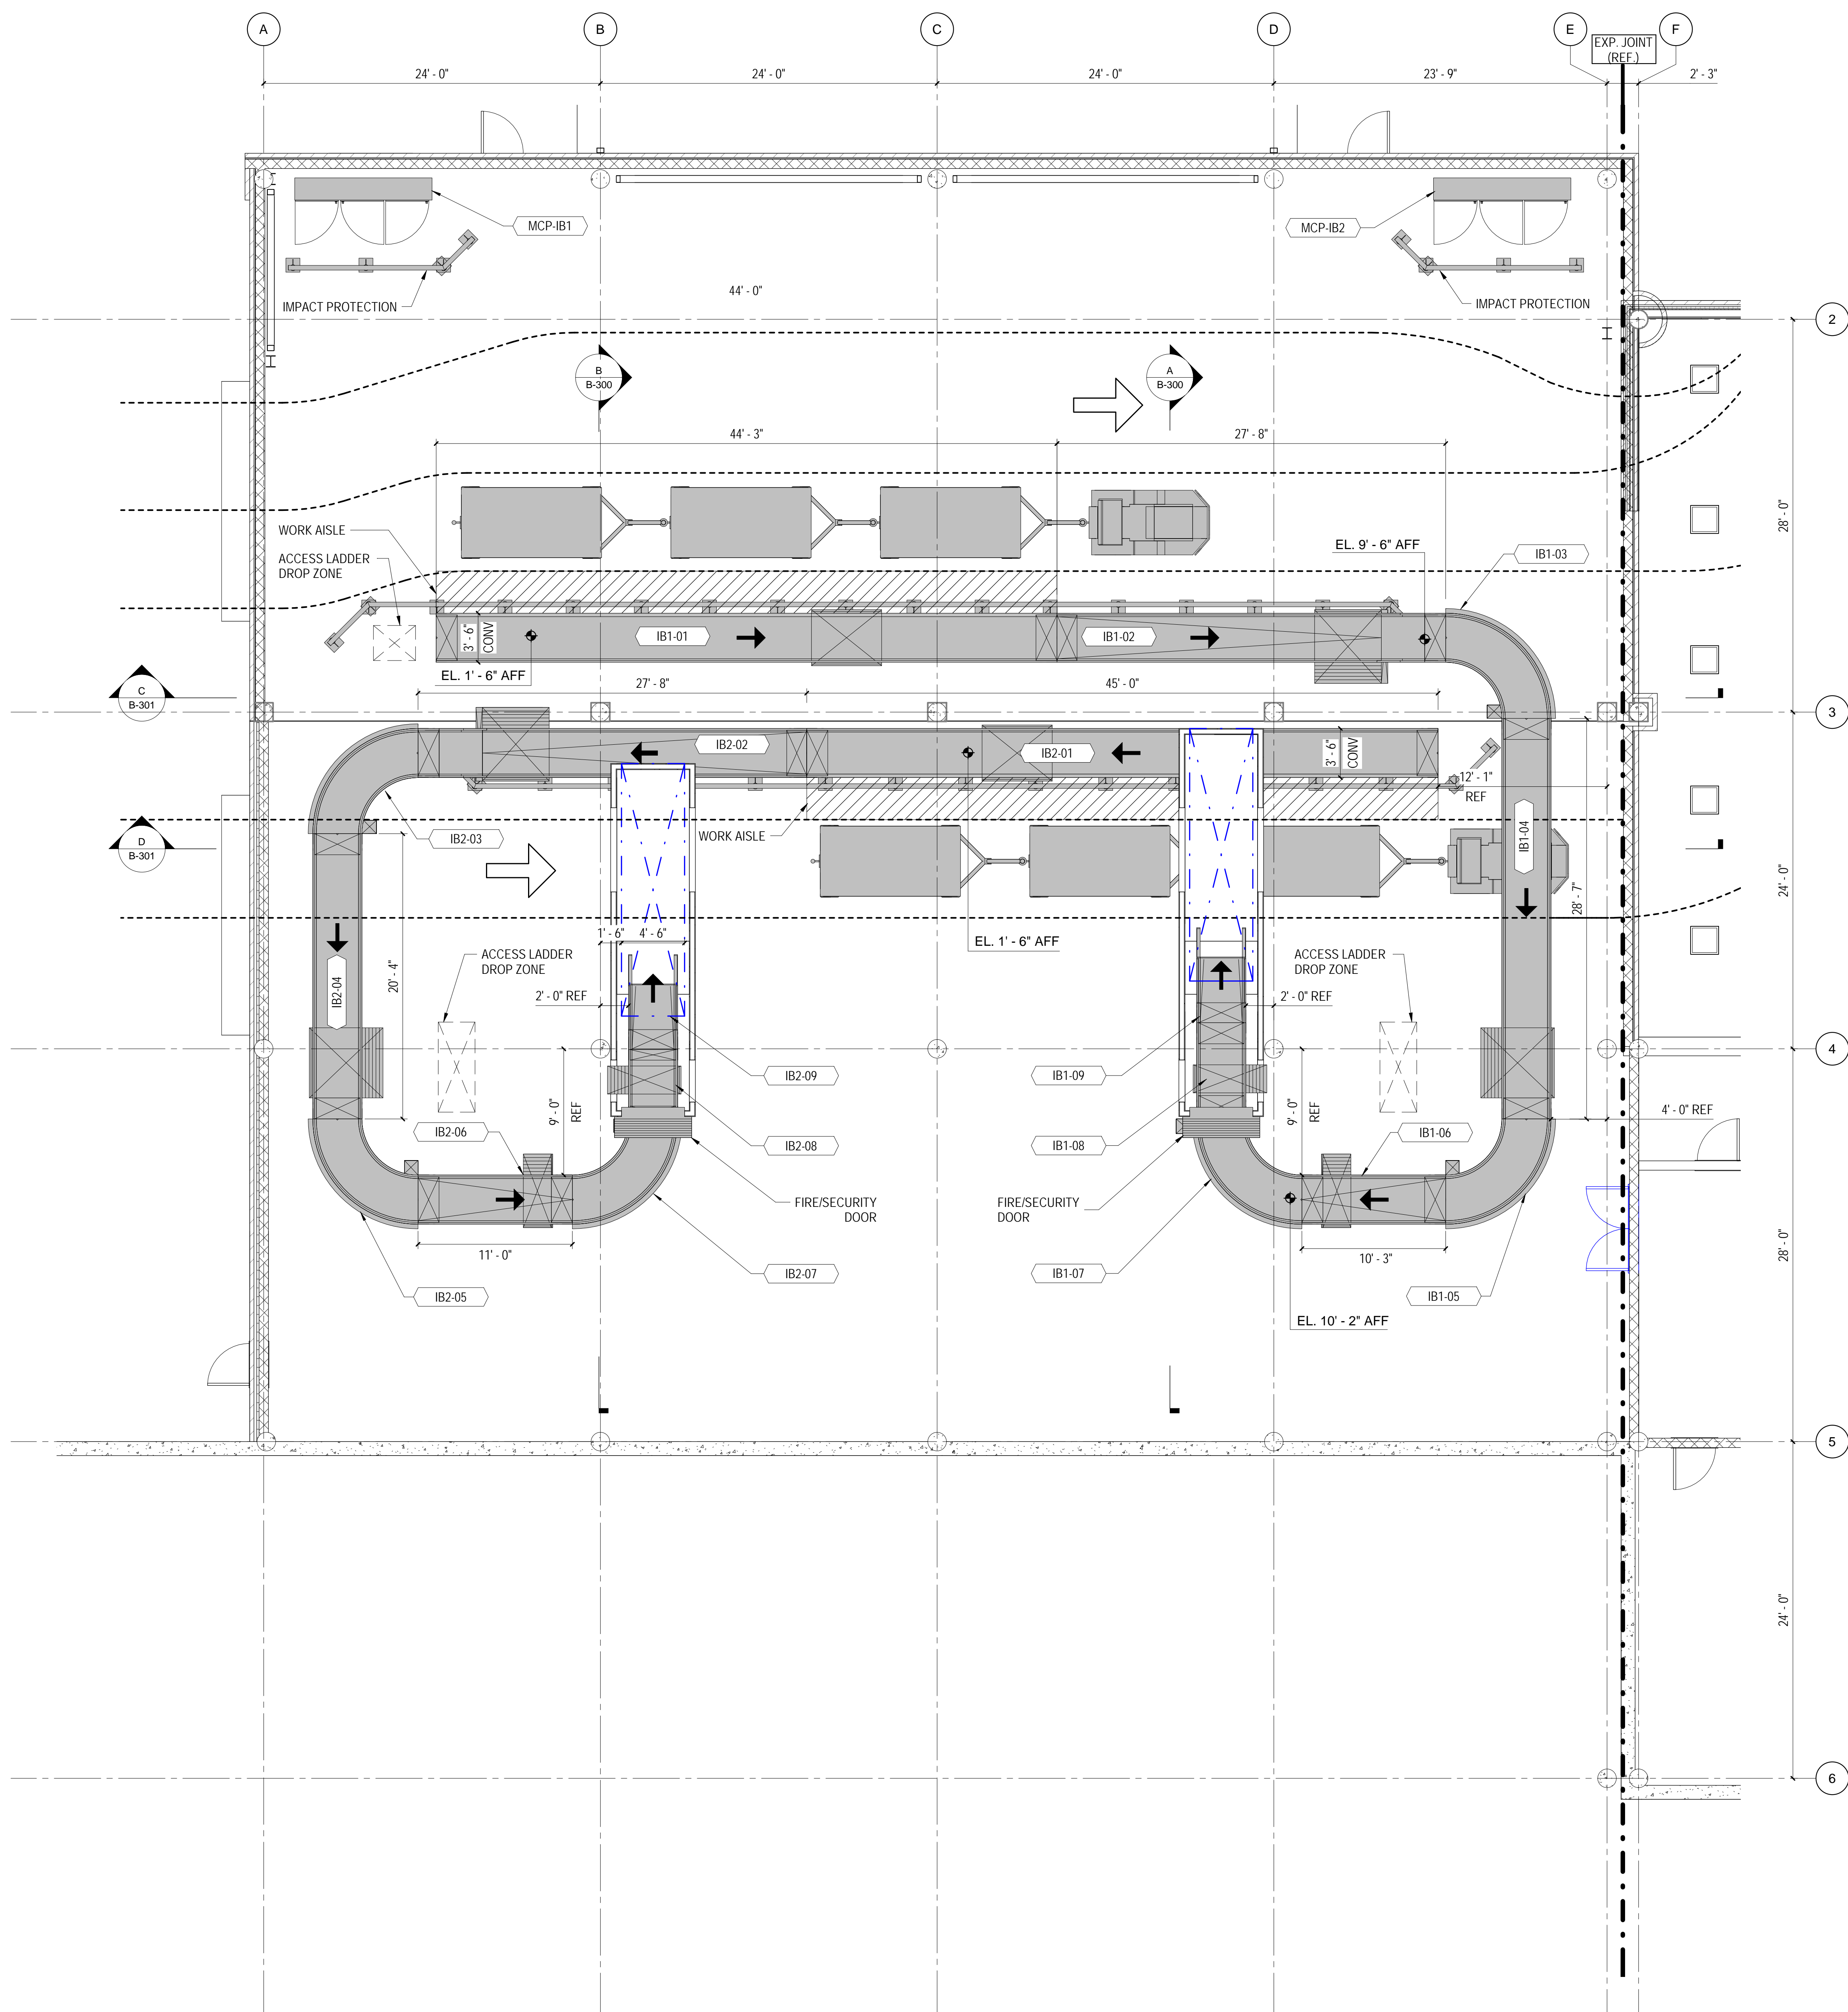 A
B
C
D
E
F
EXP. JOINT
(REF.)
24' - 0"
24' - 0"
24' - 0"
23' - 9"
2' - 3"
MCP-IB1
MCP-IB2
IMPACT PROTECTION
44' - 0"
IMPACT PROTECTION
2
B
B-300
A
B-300
44' - 3"
27' - 8"
28' - 0"
WORK AISLE
ACCESS LADDER
DROP ZONE
EL. 9' - 6" AFF
IB1-03
3' - 6"
CONV
IB1-01
IB1-02
EL. 1' - 6" AFF
27' - 8"
45' - 0"
C
B-301
3
IB2-02
IB2-01
3' - 6"
CONV
12' - 1"
REF
IB2-03
WORK AISLE
IB1-04
D
B-301
24' - 0"
28' - 7"
1' - 6"
4' - 6"
EL. 1' - 6" AFF
ACCESS LADDER
DROP ZONE
ACCESS LADDER
DROP ZONE
IB2-04
20' - 4"
2' - 0" REF
2' - 0" REF
4
IB2-09
IB1-09
9' - 0"
REF
9' - 0"
REF
4' - 0" REF
IB2-06
IB2-08
IB1-08
IB1-06
FIRE/SECURITY
DOOR
FIRE/SECURITY
DOOR
11' - 0"
10' - 3"
28' - 0"
IB2-07
IB1-07
IB2-05
IB1-05
EL. 10' - 2" AFF
5
24' - 0"
6